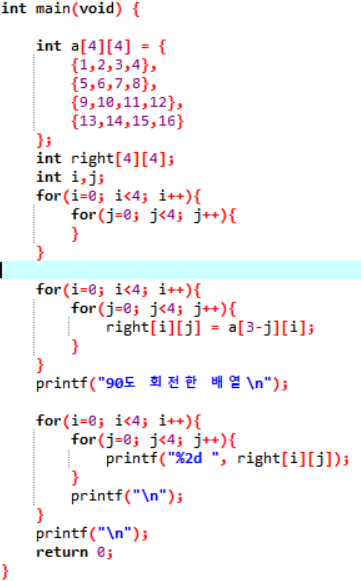 int main(void) {
int a[4][4] = {
{1,2,3,4},
{5,6,7,8},
{9,10,11,12},
{13,14,15,16}
};
int right[4][4];
int i,j;
for(i=0; i<4; i++){
for(j=0; j<4; j++){
}
}
for(i=0; i<4; i++){
for(j=0; j<4; j++){
right[i][j] = a[3-j][i];
}
}
printf("90도 회전한 배열\n");
for(i=0; i<4; i++){
for(j=0; j<4; j++){
printf("%2d ", right[i][j]);
}
printf("\n");
}
printf("\n");
return 0;
}